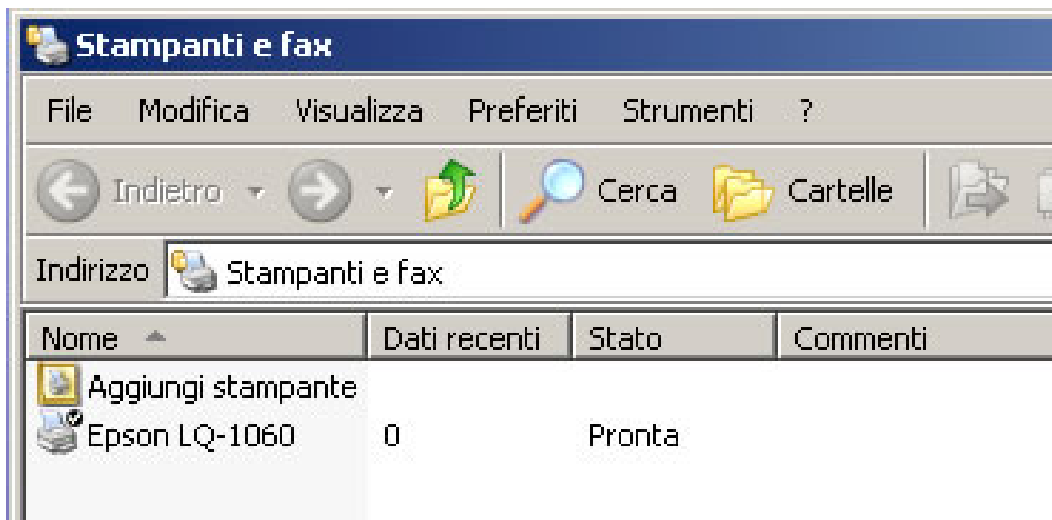 Stampanti e fax
File Modifica Visualizza Preferiti Strumenti ?
Indietro Cerca Cartelle
Indirizzo Stampanti e fax
Nome Dati recenti Stato Commenti
Aggiungi stampante
Epson LQ-1060 0 Pronta